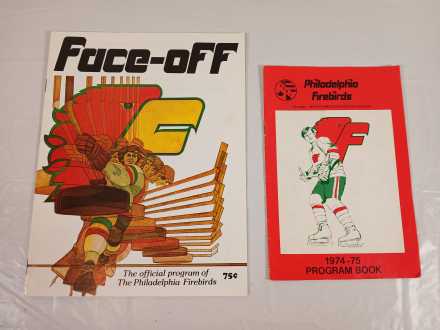 Face-off
The official program of
The Philadelphia Firebirds
75¢
Philadelphia
Firebirds
1974-75
PROGRAM BOOK